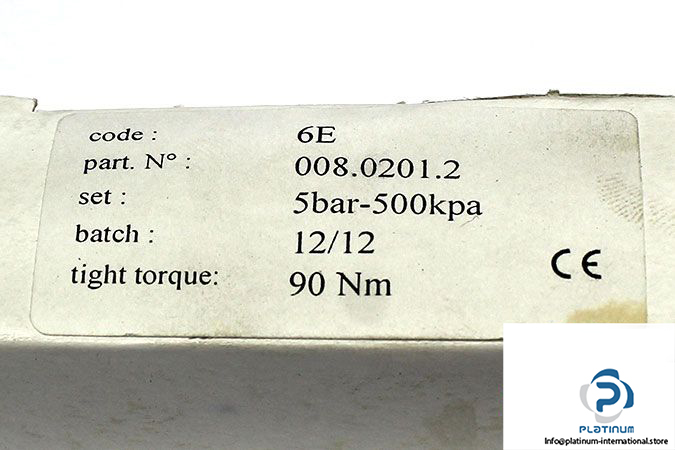 code : 6E
part. N° : 008.0201.2
set : 5bar-500kpa
batch : 12/12
tight torque: 90 Nm
CE
PLATINUM
Info@platinum-international.store